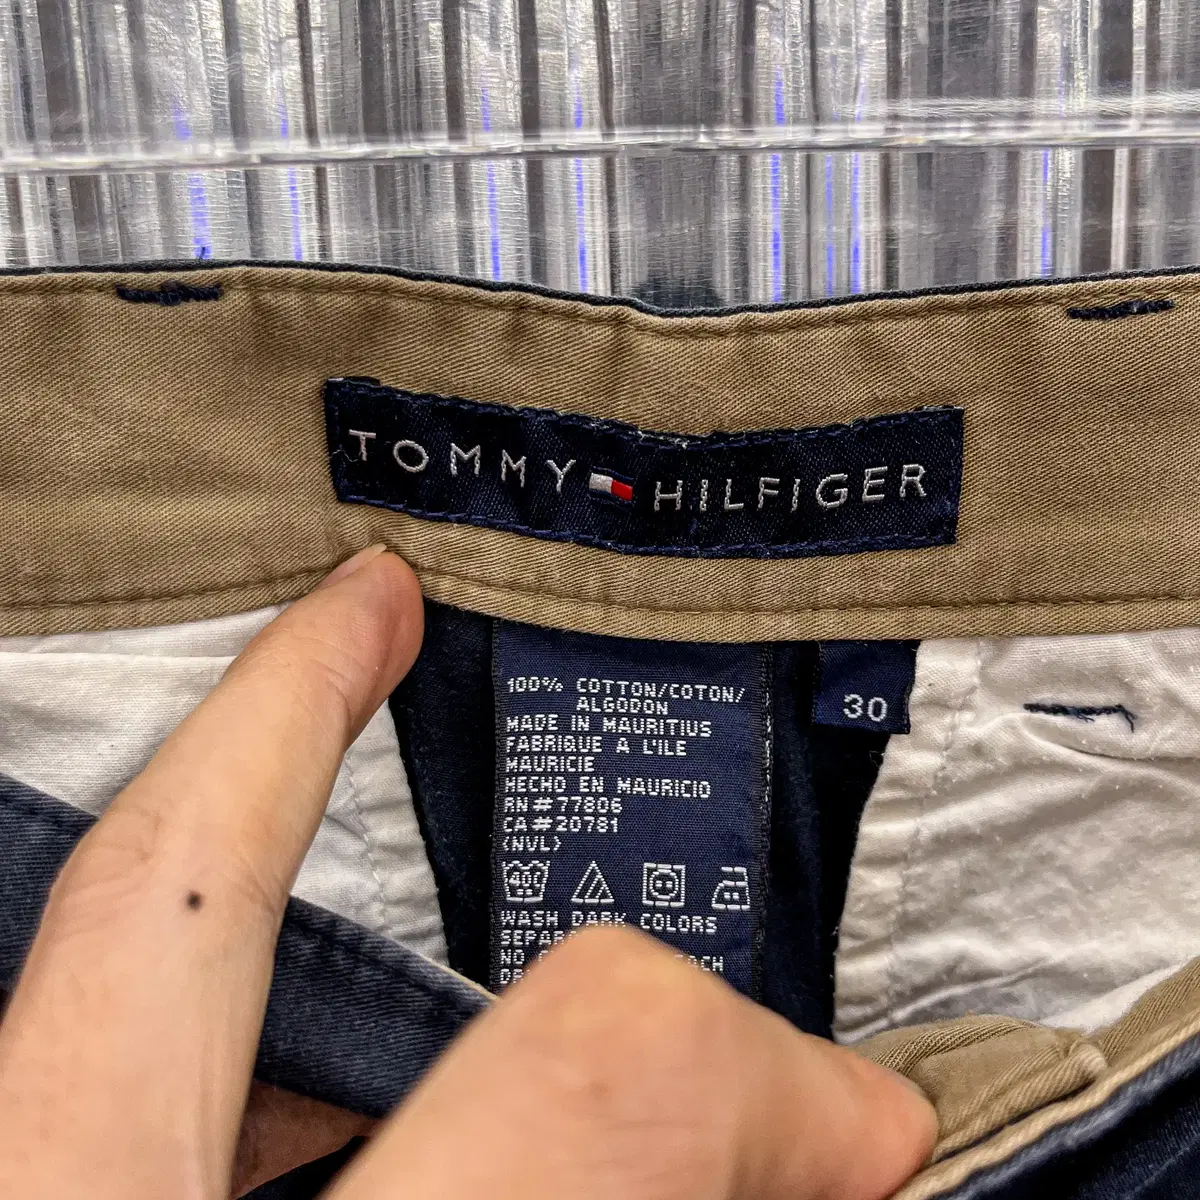 TOMMY HILFIGER
100% COTTON/COTON/
ALGODON
MADE IN MAURITIUS
FABRIQUE A L'ILE
MAURICIE
HECHO EN MAURICIO
RN#77806
CA#20781
(NVL)
40
WASH DARK COLORS
NO
30